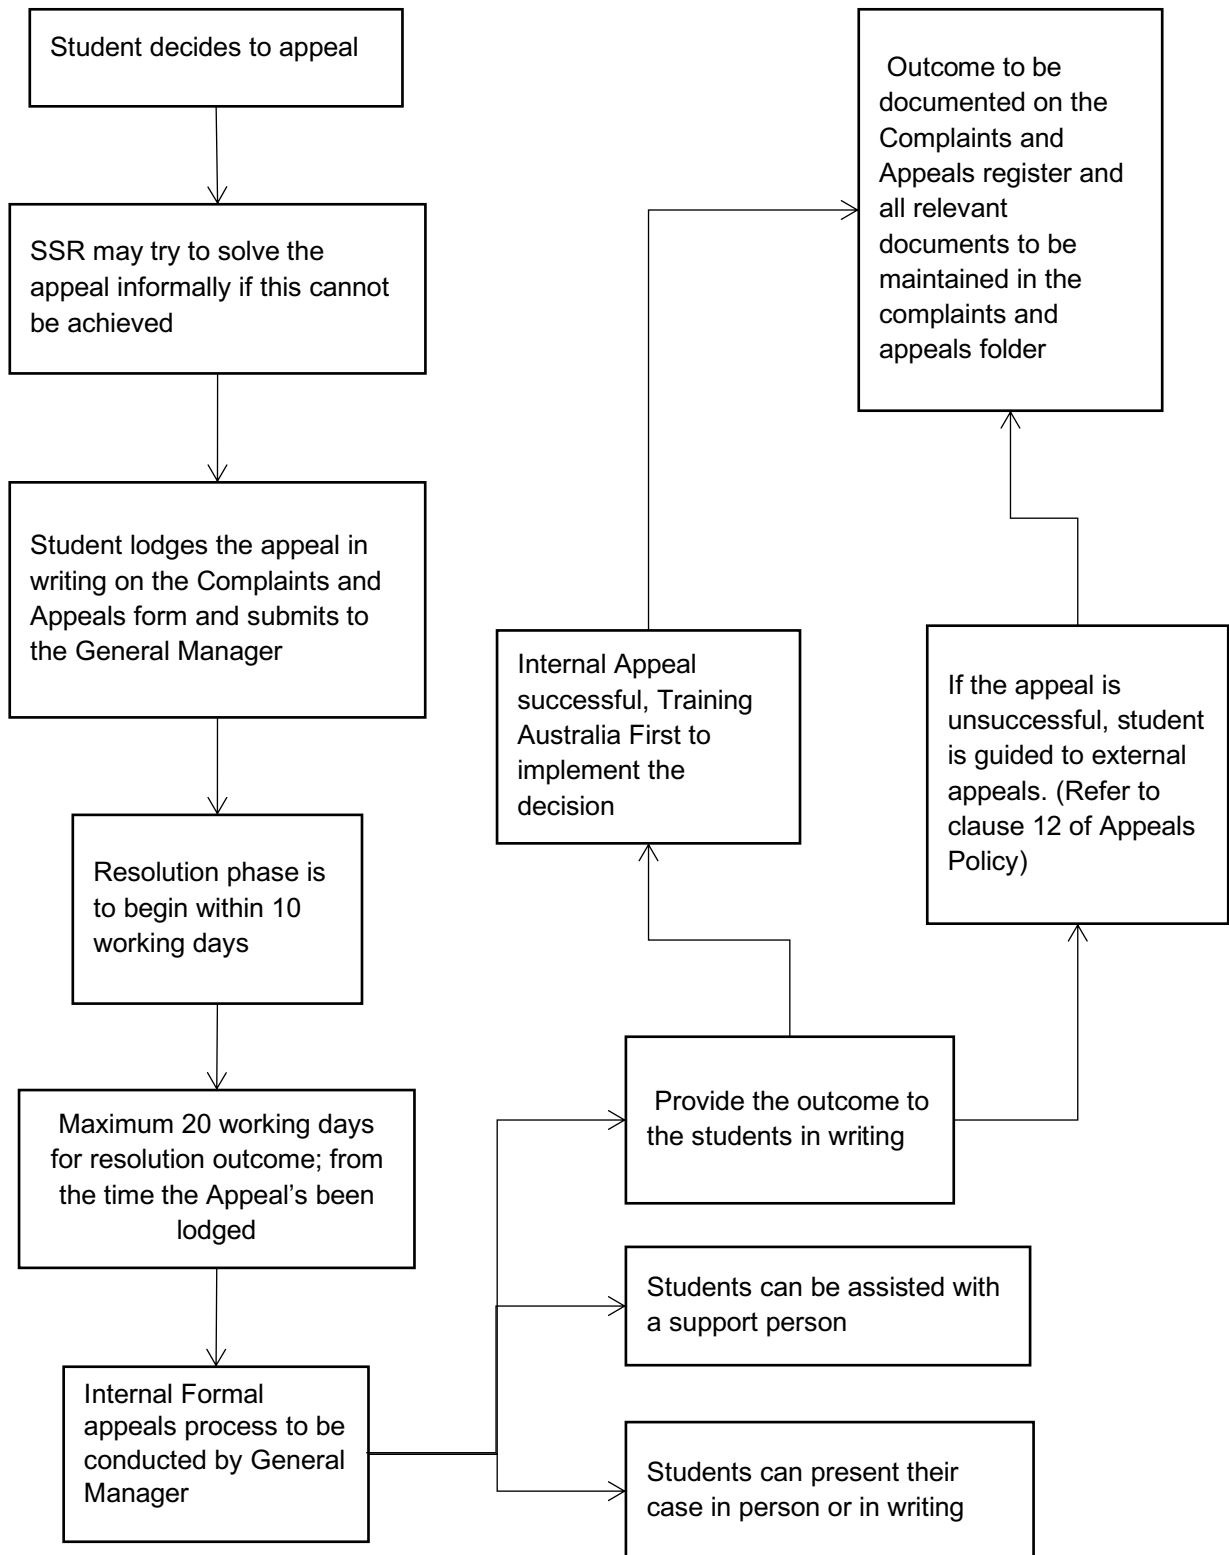 Student decides to appeal
SSR may try to solve the
appeal informally if this cannot
be achieved
Student lodges the appeal in
writing on the Complaints and
Appeals form and submits to
the General Manager
Resolution phase is
to begin within 10
working days
Maximum 20 working days
for resolution outcome; from
the time the Appeal’s been
lodged
Internal Formal
appeals process to be
conducted by General
Manager
Provide the outcome to
the students in writing
Students can be assisted with
a support person
Students can present their
case in person or in writing
Internal Appeal
successful, Training
Australia First to
implement the
decision
If the appeal is
unsuccessful, student
is guided to external
appeals. (Refer to
clause 12 of Appeals
Policy)
Outcome to be
documented on the
Complaints and
Appeals register and
all relevant
documents to be
maintained in the
complaints and
appeals folder